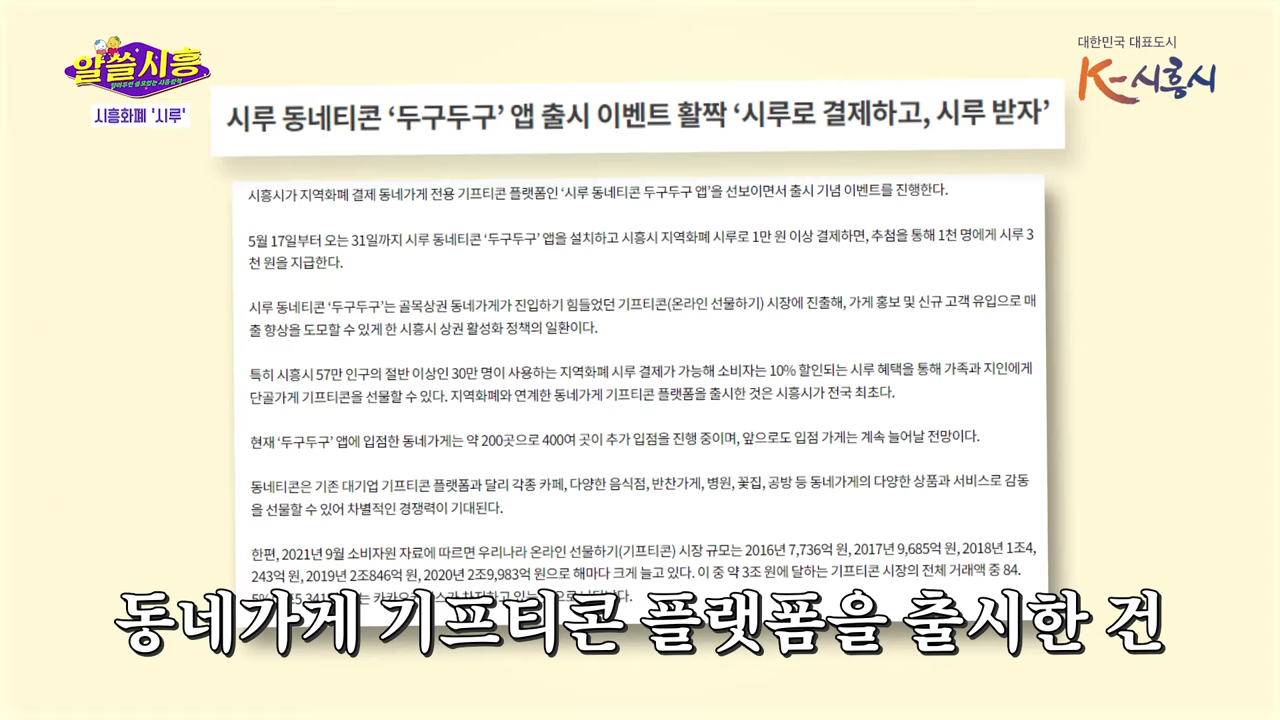 알쓸시흥
시흥화폐 '시루'
대한민국 대표도시
K-시흥시
시루 동네티콘 ‘두구두구’ 앱 출시 이벤트 활짝 ‘시루로 결제하고, 시루 받자’
시흥시가 지역화폐 결제 동네가게 전용 기프티콘 플랫폼인 ‘시루 동네티콘 두구두구 앱’을 선보이면서 출시 기념 이벤트를 진행한다.
5월 17일부터 오는 31일까지 시루 동네티콘 ‘두구두구’ 앱을 설치하고 시흥시 지역화폐 시루로 1만 원 이상 결제하면, 추첨을 통해 1천 명에게 시루 3
천 원을 지급한다.
시루 동네티콘 ‘두구두구’는 골목상권 동네가게가 진입하기 힘들었던 기프티콘(온라인 선물하기) 시장에 진출해, 가게 홍보 및 신규 고객 유입으로 매
출 향상을 도모할 수 있게 한 시흥시 상권 활성화 정책의 일환이다.
특히 시흥시 57만 인구의 절반 이상인 30만 명이 사용하는 지역화폐 시루 결제가 가능해 소비자는 10% 할인되는 시루 혜택을 통해 가족과 지인에게
단골가게 기프티콘을 선물할 수 있다. 지역화폐와 연계한 동네가게 기프티콘 플랫폼을 출시한 것은 시흥시가 전국 최초다.
현재 ‘두구두구’ 앱에 입점한 동네가게는 약 200곳으로 400여 곳이 추가 입점을 진행 중이며, 앞으로도 입점 가게는 계속 늘어날 전망이다.
동네티콘은 기존 대기업 기프티콘 플랫폼과 달리 각종 카페, 다양한 음식점, 반찬가게, 병원, 꽃집, 공방 등 동네가게의 다양한 상품과 서비스로 감동
을 선물할 수 있어 차별적인 경쟁력이 기대된다.
한편, 2021년 9월 소비자원 자료에 따르면 우리나라 온라인 선물하기(기프티콘) 시장 규모는 2016년 7,736억 원, 2017년 9,685억 원, 2018년 1조4,
243억 원, 2019년 2조846억 원, 2020년 2조9,983억 원으로 해마다 크게 늘고 있다. 이 중 약 3조 원에 달하는 기프티콘 시장의 전체 거래액 중 84.
동네가게 기프티콘 플랫폼을 출시한 건